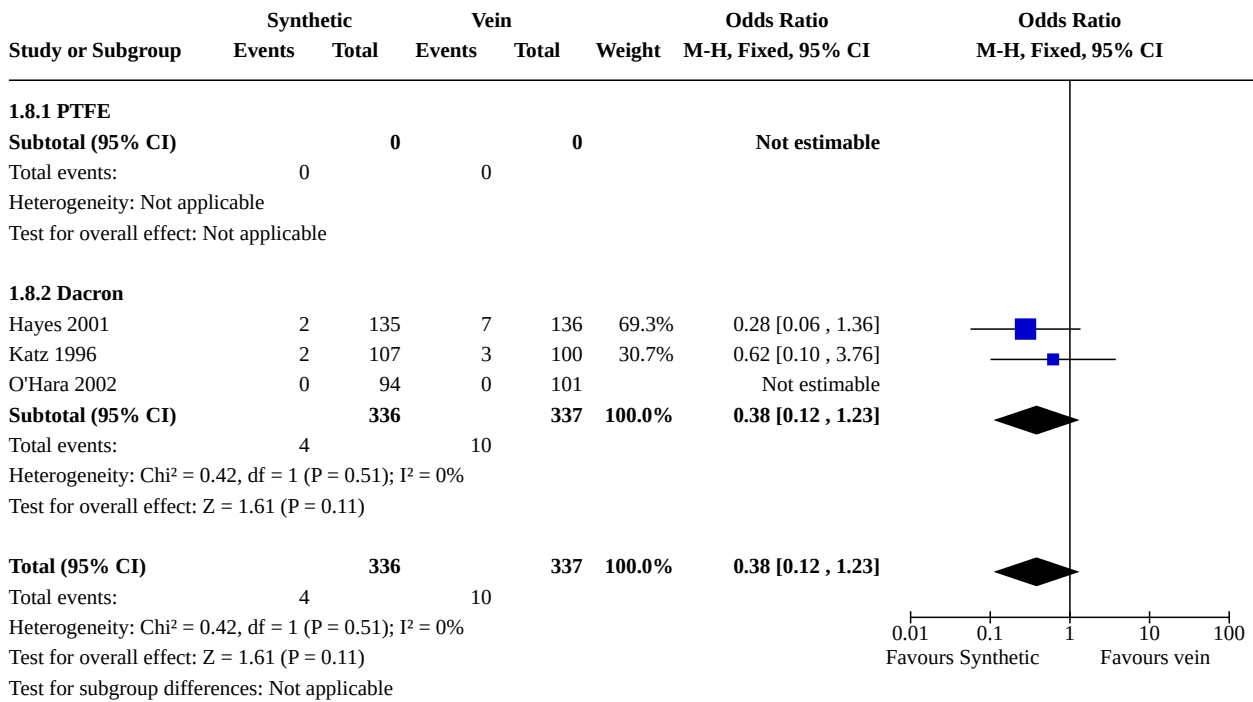 Synthetic Vein Odds Ratio Odds Ratio
Study or Subgroup Events Total Events Total Weight M-H, Fixed, 95% CI M-H, Fixed, 95% CI
1.8.1 PTFE
Subtotal (95% CI) 0 0 Not estimable
Total events: 0 0
Heterogeneity: Not applicable
Test for overall effect: Not applicable
1.8.2 Dacron
Hayes 2001 2 135 7 136 69.3% 0.28 [0.06 , 1.36]
Katz 1996 2 107 3 100 30.7% 0.62 [0.10 , 3.76]
O'Hara 2002 0 94 0 101 Not estimable
Subtotal (95% CI) 336 337 100.0% 0.38 [0.12 , 1.23]
Total events: 4 10
Heterogeneity: Chi² = 0.42, df = 1 (P = 0.51); I² = 0%
Test for overall effect: Z = 1.61 (P = 0.11)
Total (95% CI) 336 337 100.0% 0.38 [0.12 , 1.23]
Total events: 4 10
Heterogeneity: Chi² = 0.42, df = 1 (P = 0.51); I² = 0%
0.01 0.1 1 10 100
Test for overall effect: Z = 1.61 (P = 0.11)
Favours Synthetic Favours vein
Test for subgroup differences: Not applicable